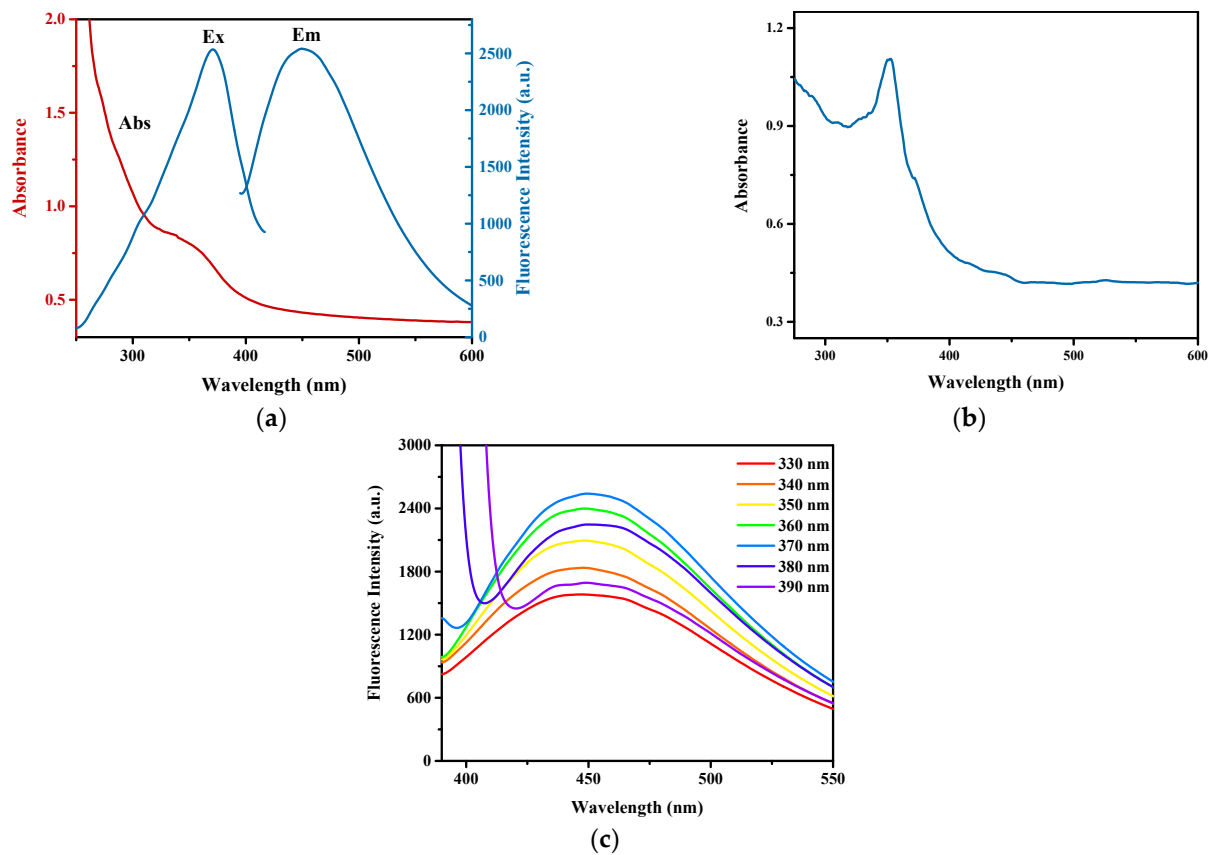 2.0
1.5
1.0
0.5
Absorbance
Abs
Ex
Em
2500
2000
1500
1000
500
0
Fluorescence Intensity (a.u.)
300
400
500
600
Wavelength (nm)
(a)
1.2
0.9
0.6
0.3
Absorbance
300
400
500
600
Wavelength (nm)
(b)
3000
2400
1800
1200
600
0
Fluorescence Intensity (a.u.)
330 nm
340 nm
350 nm
360 nm
370 nm
380 nm
390 nm
400
450
500
550
Wavelength (nm)
(c)